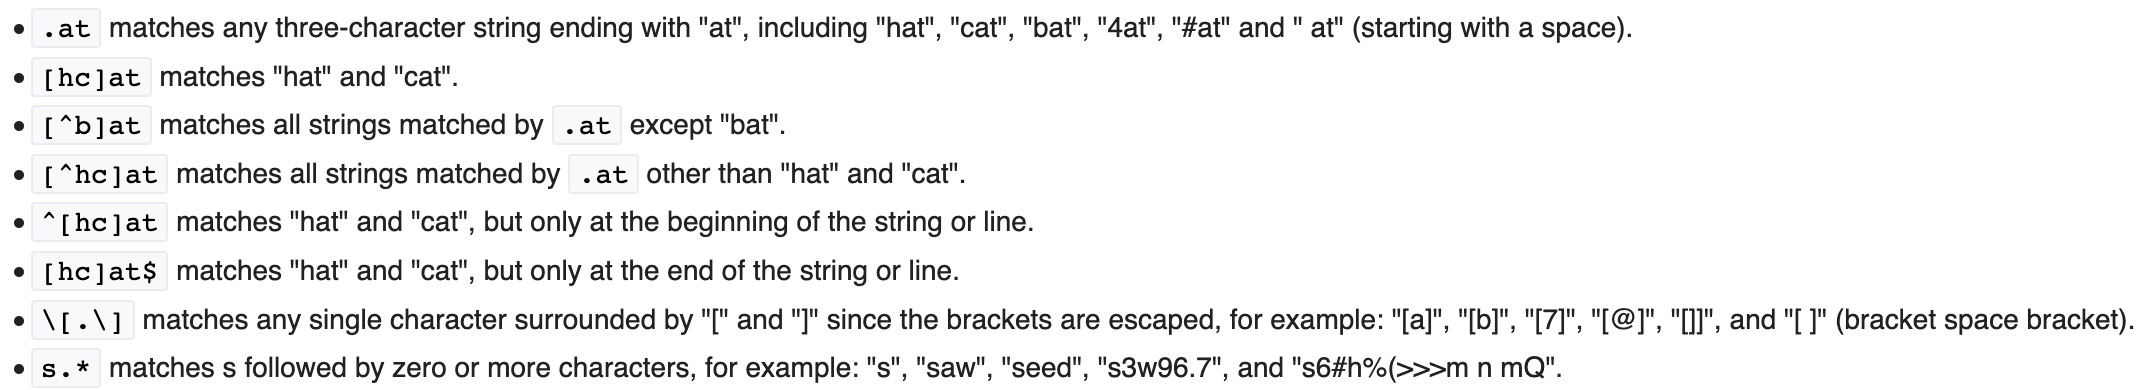 • .at matches any three-character string ending with "at", including "hat", "cat", "bat", "4at", "#at" and " at" (starting with a space).
• [hc]at matches "hat" and "cat".
• [^b]at matches all strings matched by .at except "bat".
• [^hc]at matches all strings matched by .at other than "hat" and "cat".
• ^[hc]at matches "hat" and "cat", but only at the beginning of the string or line.
• [hc]at$ matches "hat" and "cat", but only at the end of the string or line.
• \[.\] matches any single character surrounded by "[" and "]" since the brackets are escaped, for example: "[a]", "[b]", "[7]", "[@]", "[]]", and "[ ]" (bracket space bracket).
• s.* matches s followed by zero or more characters, for example: "s", "saw", "seed", "s3w96.7", and "s6#h%(>>>m n mQ".